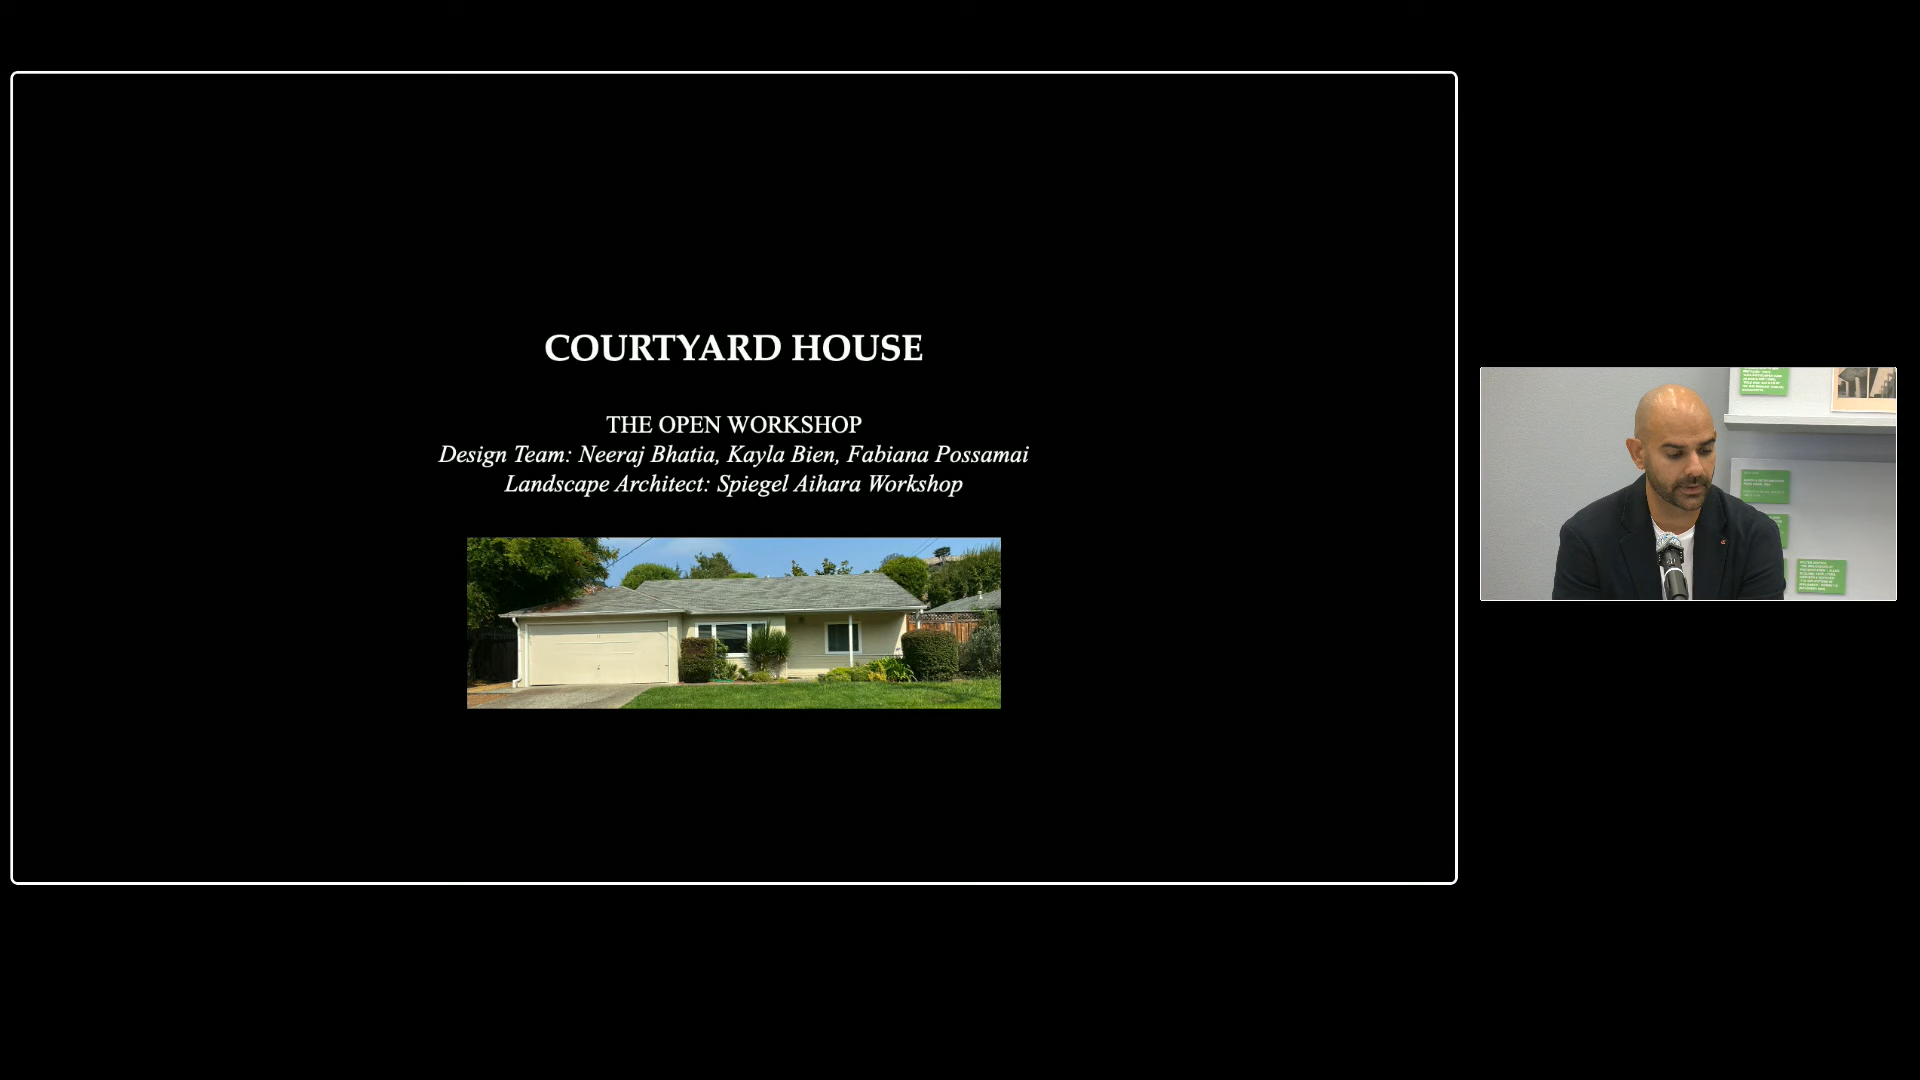 COURTYARD HOUSE
THE OPEN WORKSHOP
Design Team: Neeraj Bhatia, Kayla Bien, Fabiana Possamai
Landscape Architect: Spiegel Aihara Workshop